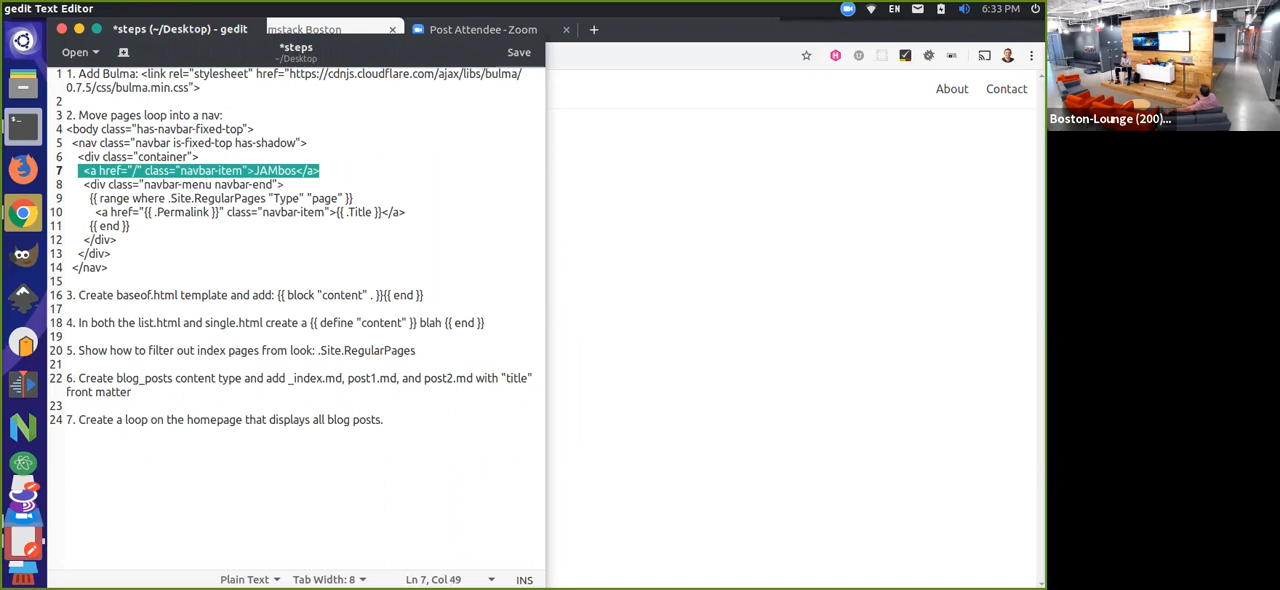 gedit Text Editor
EN
6:33 PM
*steps (~/Desktop) - gedit
mstack Boston
Post Attendee - Zoom
Open
*steps
~/Desktop
Save
1 1. Add Bulma: <link rel="stylesheet" href="https://cdnjs.cloudflare.com/ajax/libs/bulma/
0.7.5/css/bulma.min.css">
2
3 2. Move pages loop into a nav:
4 <body class="has-navbar-fixed-top">
5 <nav class="navbar is-fixed-top has-shadow">
6 <div class="container">
7 <a href="/" class="navbar-item">JAMbos</a>
8 <div class="navbar-menu navbar-end">
9 {{ range where .Site.RegularPages "Type" "page" }}
10 <a href="{{ .Permalink }}" class="navbar-item">{{ .Title }}</a>
11 {{ end }}
12 </div>
13 </div>
14 </nav>
15
16 3. Create baseof.html template and add: {{ block "content" . }}{{ end }}
17
18 4. In both the list.html and single.html create a {{ define "content" }} blah {{ end }}
19
20 5. Show how to filter out index pages from look: .Site.RegularPages
21
22 6. Create blog_posts content type and add _index.md, post1.md, and post2.md with "title"
front matter
23
24 7. Create a loop on the homepage that displays all blog posts.
Plain Text
Tab Width: 8
Ln 7, Col 49
INS
About
Contact
Boston-Lounge (200)...